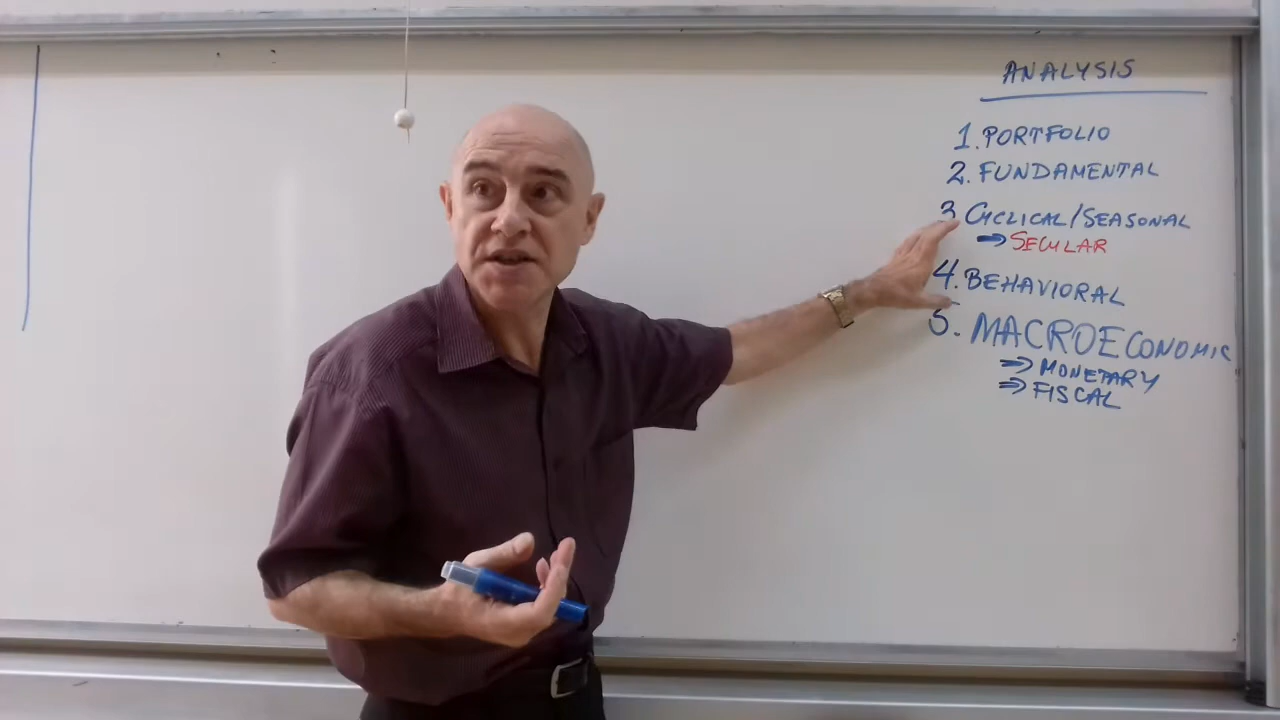 ANALYSIS
1. PORTFOLIO
2. FUNDAMENTAL
3 CYCLICAL/SEASONAL
→ SECULAR
4. BEHAVIORAL
5. MACROECONOMIC
⇒ MONETARY
⇒ FISCAL